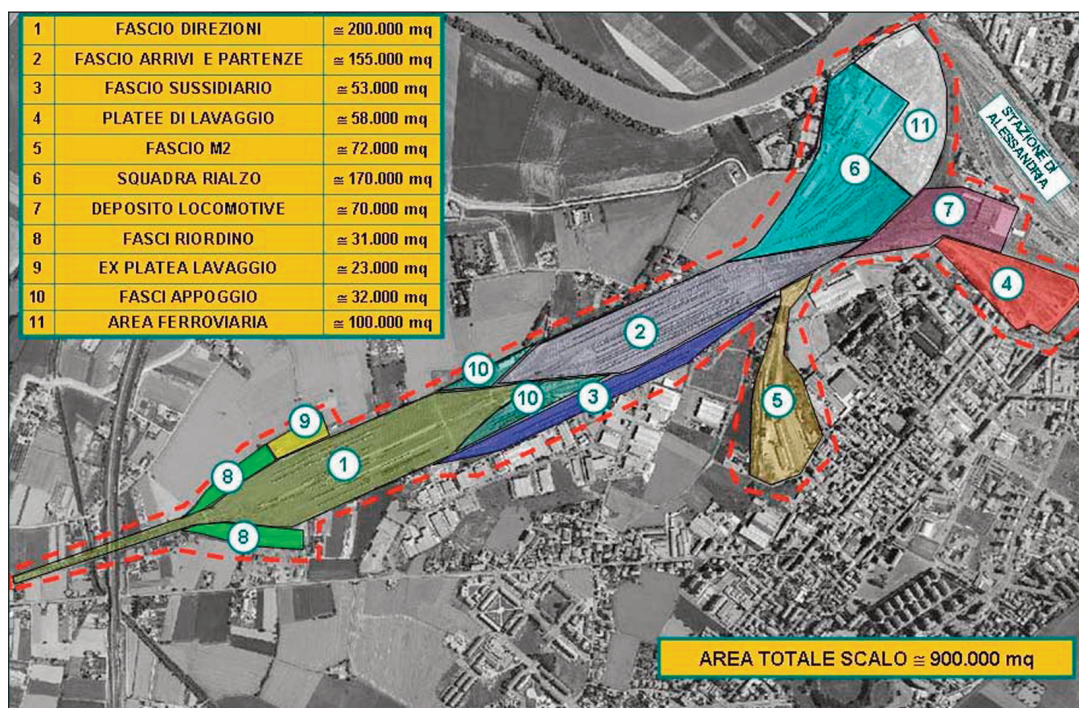 1 FASCIO DIREZIONI ≅ 200.000 mq
2 FASCIO ARRIVI E PARTENZE ≅ 155.000 mq
3 FASCIO SUSSIDIARIO ≅ 53.000 mq
4 PLATEE DI LAVAGGIO ≅ 58.000 mq
5 FASCIO M2 ≅ 72.000 mq
6 SQUADRA RIALZO ≅ 170.000 mq
7 DEPOSITO LOCOMOTIVE ≅ 70.000 mq
8 FASCI RIORDINO ≅ 31.000 mq
9 EX PLATEA LAVAGGIO ≅ 23.000 mq
10 FASCI APPOGGIO ≅ 32.000 mq
11 AREA FERROVIARIA ≅ 100.000 mq
STAZIONE DI
ALESSANDRIA
11
6
7
4
2
10
10
3
5
9
1
8
8
AREA TOTALE SCALO ≅ 900.000 mq